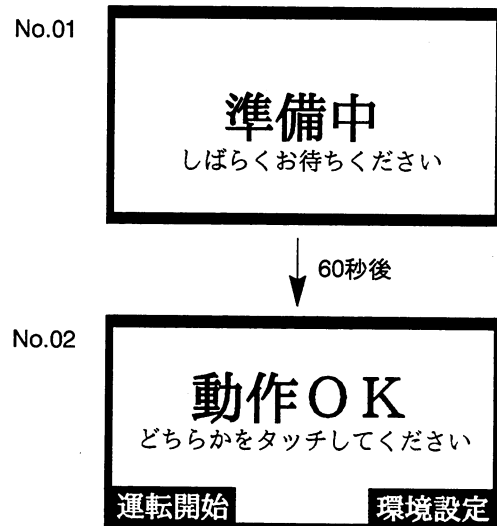 No.01
準備中
しばらくお待ちください
60秒後
No.02
動作OK
どちらかをタッチしてください
運転開始
環境設定